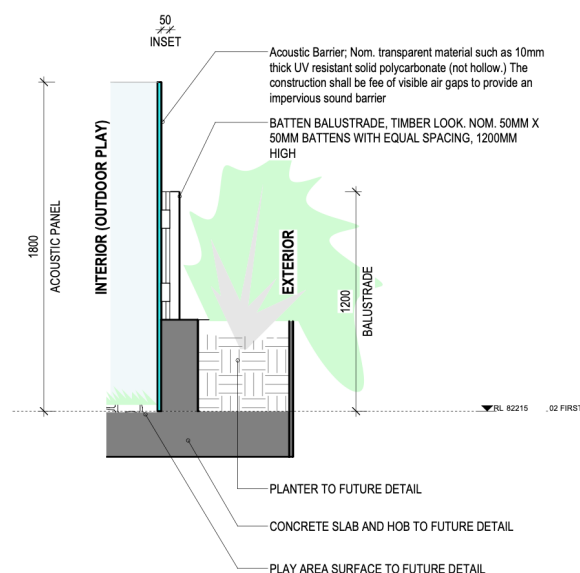 50
INSET
Acoustic Barrier; Nom. transparent material such as 10mm
thick UV resistant solid polycarbonate (not hollow.) The
construction shall be fee of visible air gaps to provide an
impervious sound barrier
BATTEN BALUSTRADE, TIMBER LOOK. NOM. 50MM X
50MM BATTENS WITH EQUAL SPACING, 1200MM
HIGH
1800
ACOUSTIC PANEL
INTERIOR (OUTDOOR PLAY)
EXTERIOR
1200
BALUSTRADE
RL 82215 .02 FIRST
PLANTER TO FUTURE DETAIL
CONCRETE SLAB AND HOB TO FUTURE DETAIL
PLAY AREA SURFACE TO FUTURE DETAIL